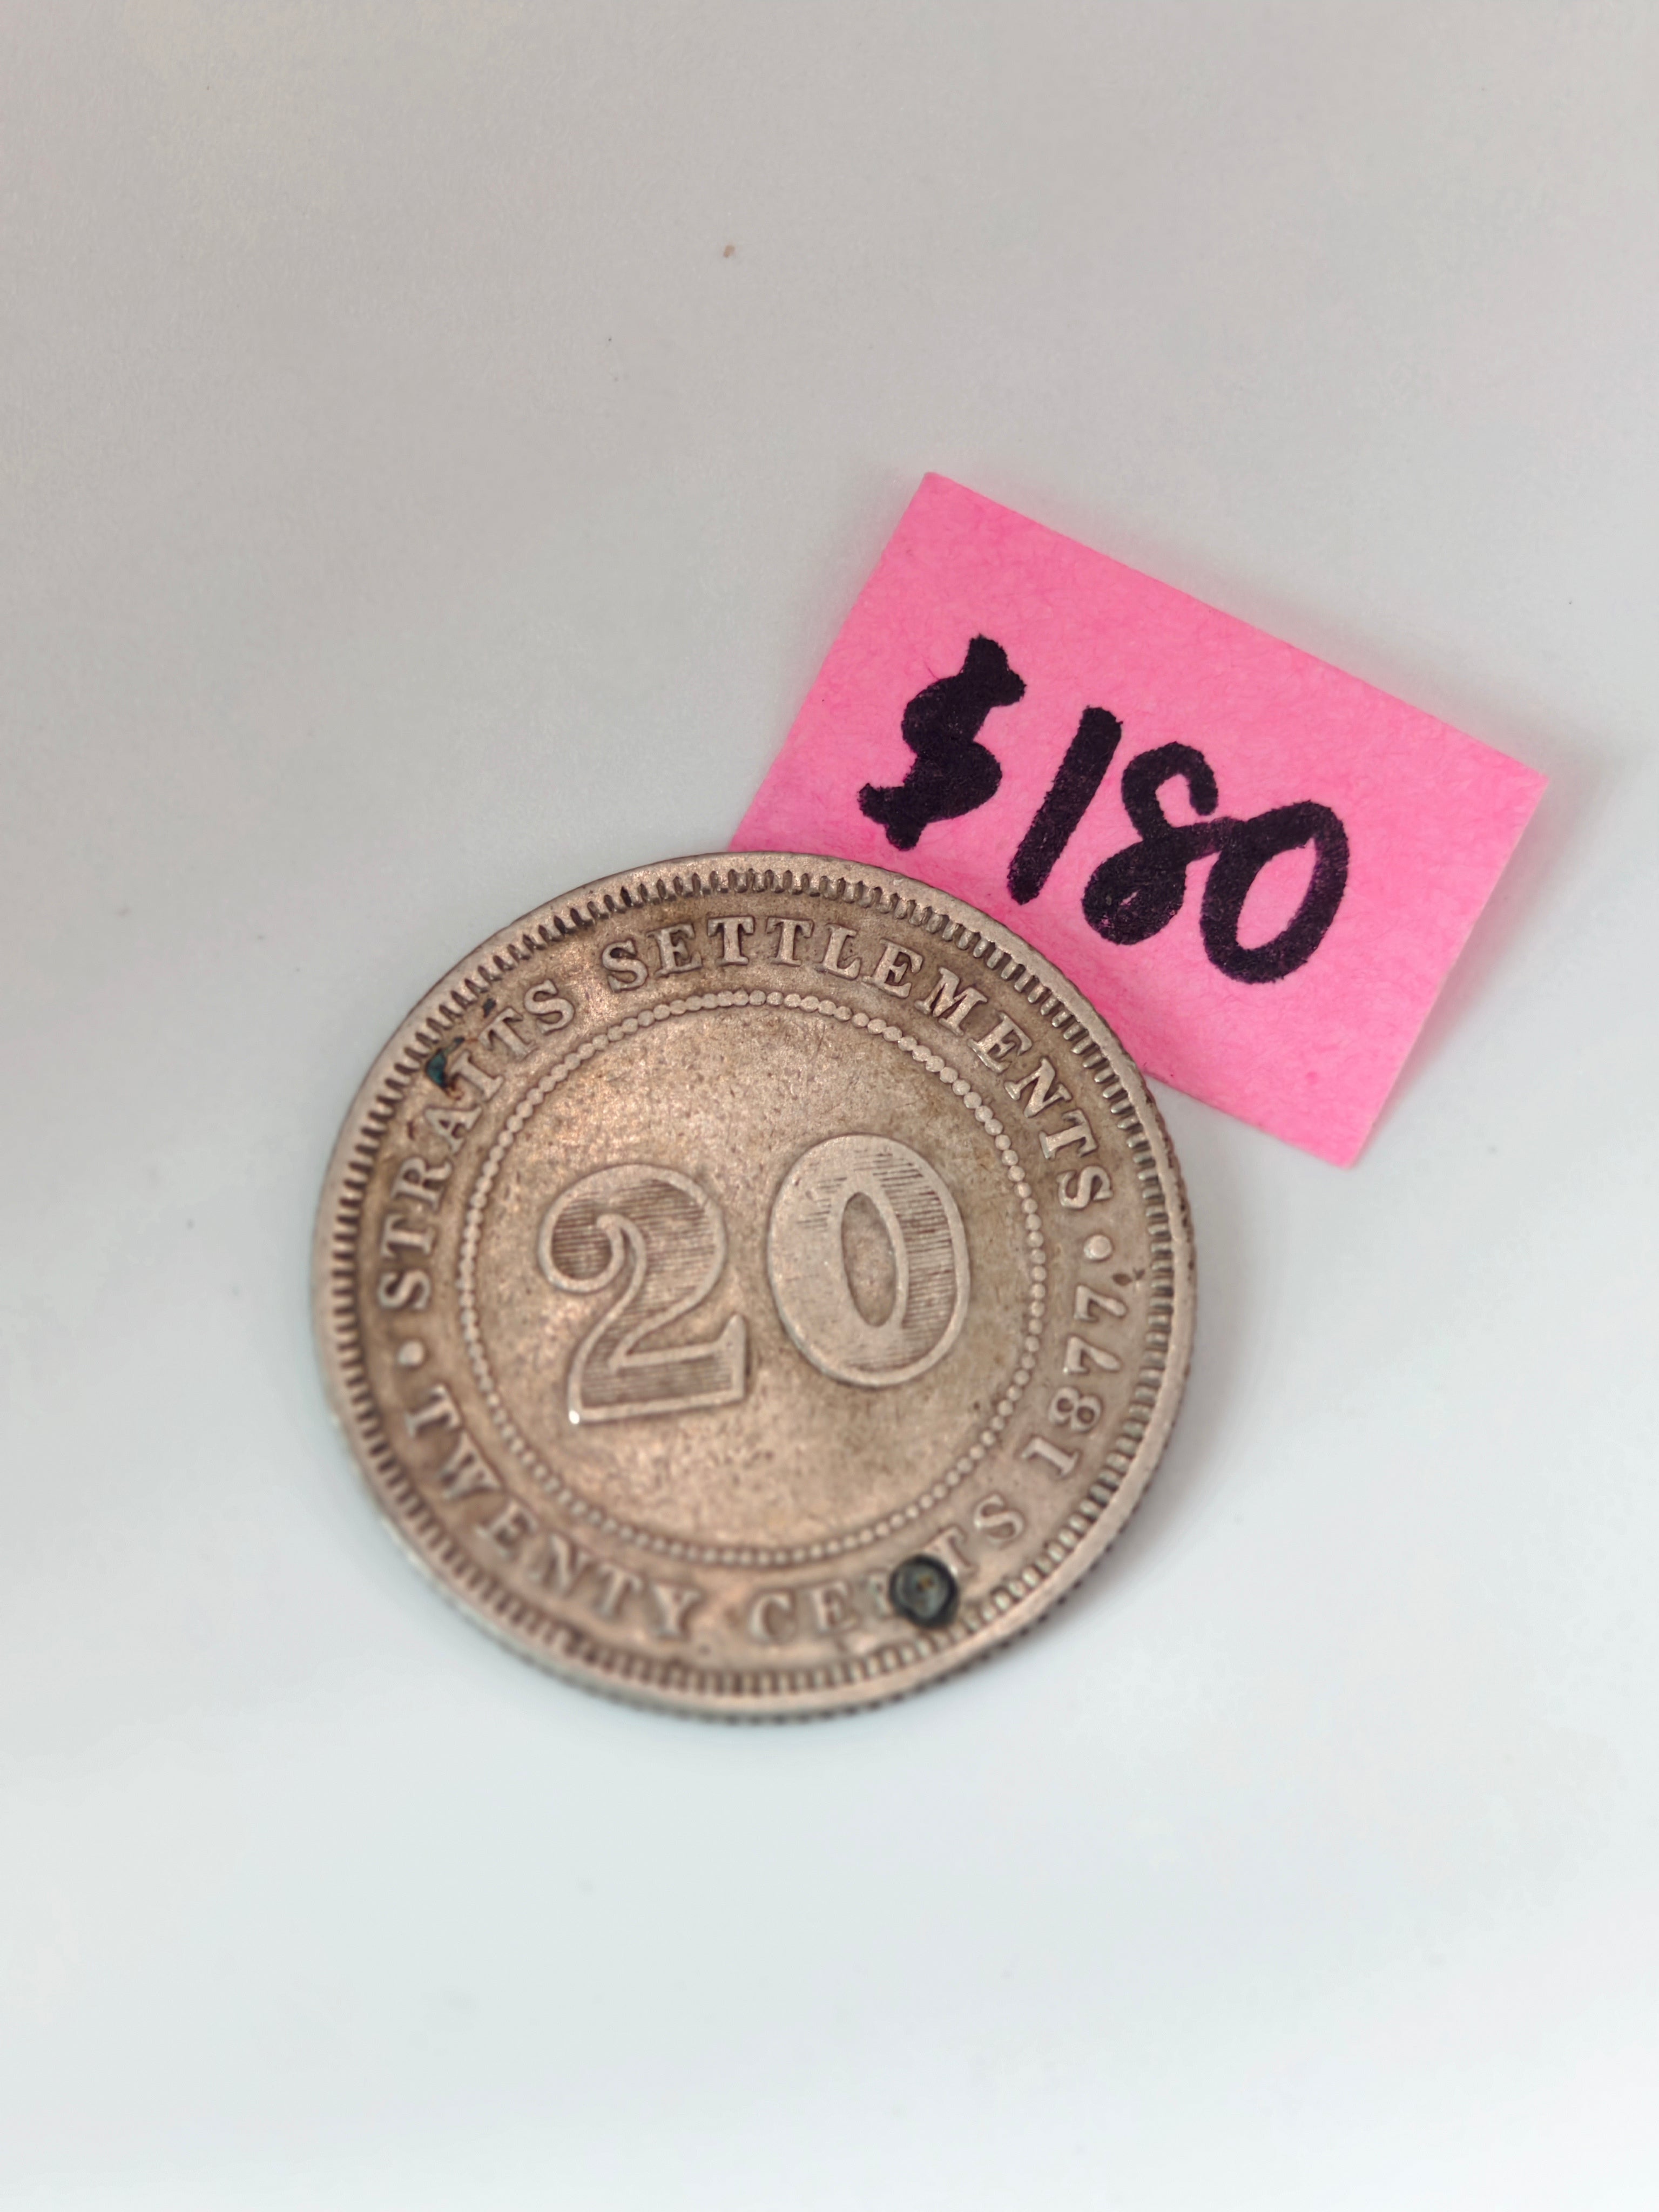 $180
• STRAITS SETTLEMENTS •
TWENTY CENTS 1877
20